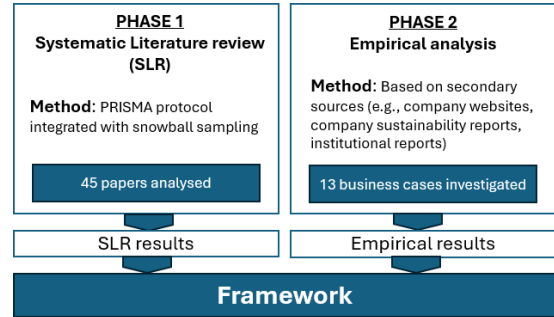 PHASE 1
Systematic Literature review
(SLR)
Method: PRISMA protocol
integrated with snowball sampling
45 papers analysed
SLR results
PHASE 2
Empirical analysis
Method: Based on secondary
sources (e.g., company websites,
company sustainability reports,
institutional reports)
13 business cases investigated
Empirical results
Framework